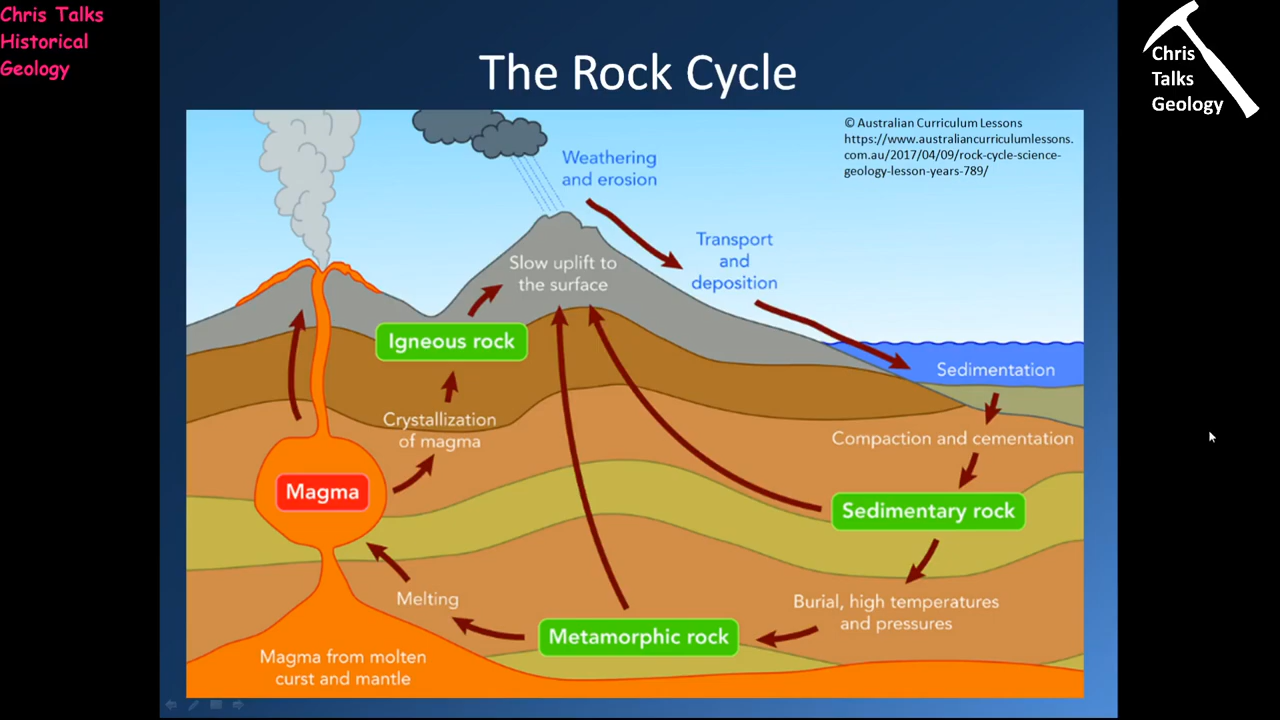 Chris Talks
Historical
Geology
Chris
Talks
Geology
The Rock Cycle
© Australian Curriculum Lessons
https://www.australiancurriculumlessons.
com.au/2017/04/09/rock-cycle-science-
geology-lesson-years-789/
Weathering
and erosion
Transport
and
deposition
Slow uplift to
the surface
Igneous rock
Sedimentation
Crystallization
of magma
Compaction and cementation
Magma
Sedimentary rock
Melting
Burial, high temperatures
and pressures
Metamorphic rock
Magma from molten
curst and mantle